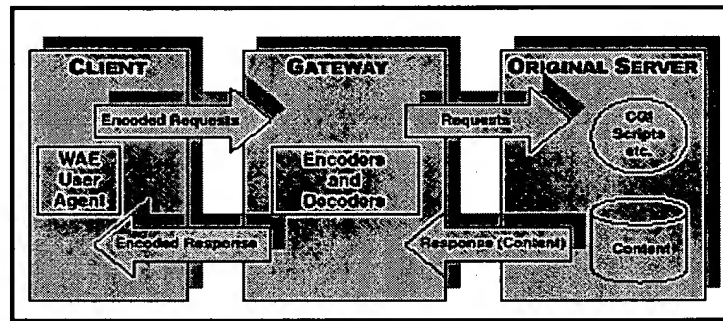 CLIENT
GATEWAY
ORIGINAL SERVER
Encoded Requests
Requests
CGI
Scripts
etc.
WAE
User
Agent
Encoders
and
Decoders
Encoded Response
Response (Content)
Content